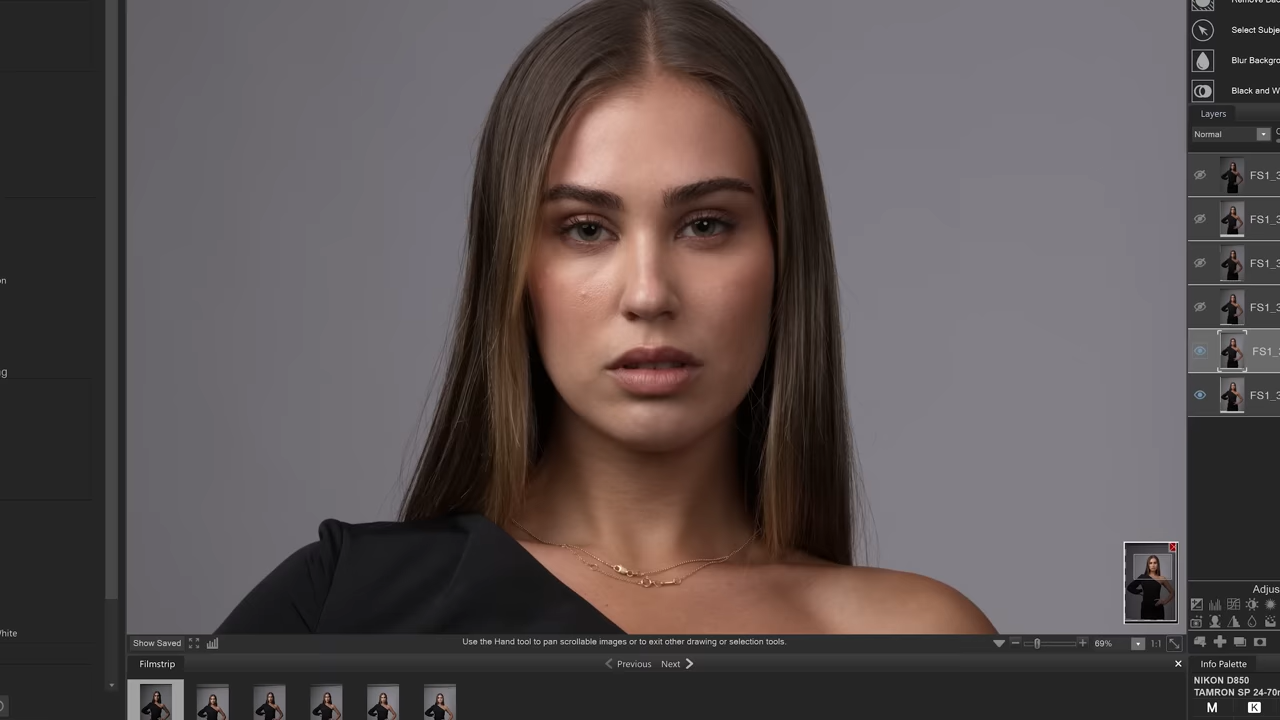 Select Subje
Blur Backgro
Black and W
Layers
Normal
FS1_3
FS1_3
FS1_3
on
FS1_3
FS1_
g
FS1_3
Adjus
hite
Show Saved
Use the Hand tool to pan scrollable images or to exit other drawing or selection tools.
69%
1:1
Filmstrip
Previous
Next
Info Palette
NIKON D850
TAMRON SP 24-70m
M
K